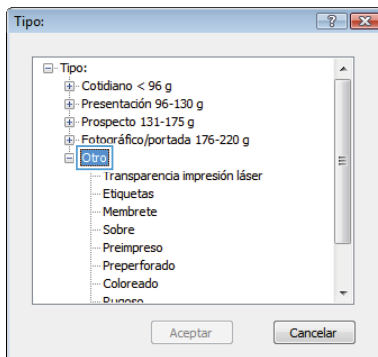 Tipo:
Tipo:
Cotidiano < 96 g
Presentación 96-130 g
Prospecto 131-175 g
Fotográfico/portada 176-220 g
Otro
Transparencia impresión láser
Etiquetas
Membrete
Sobre
Preimpreso
Preperforado
Coloreado
Rugoso
Aceptar Cancelar